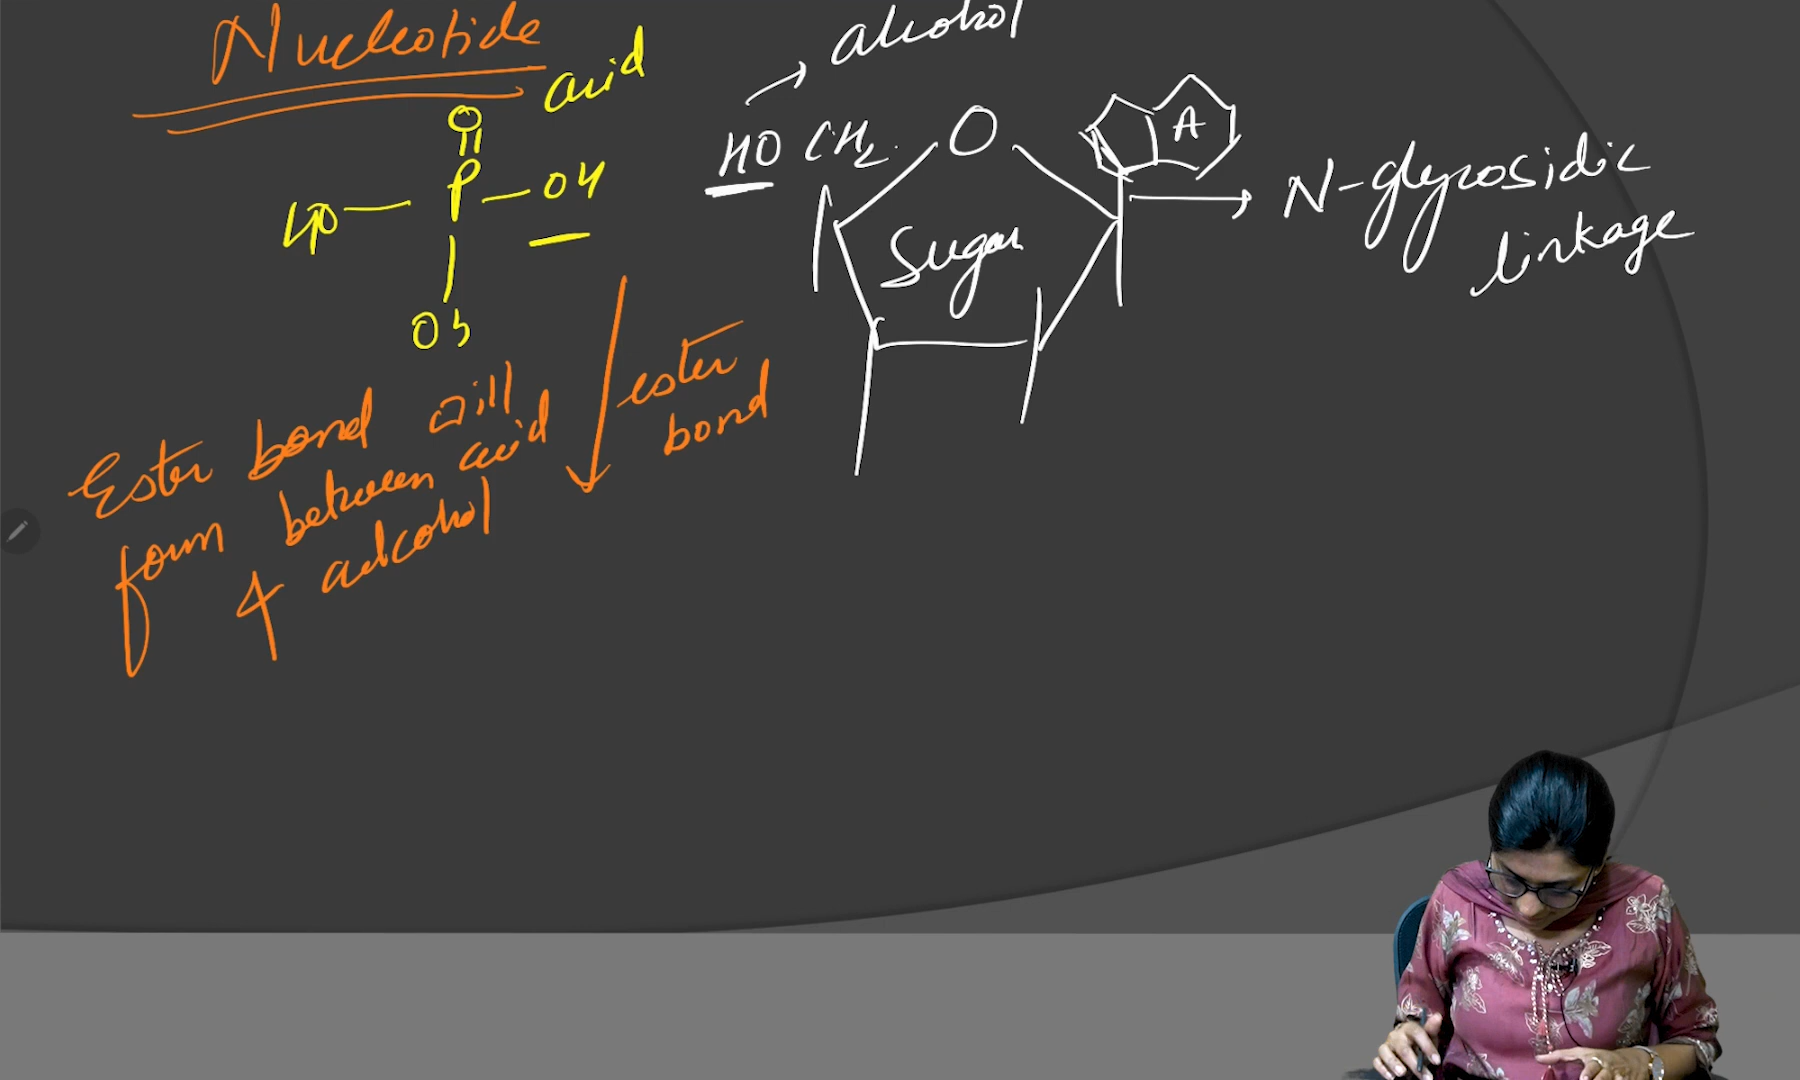 Nucleotide
acid
alcohol
O
HO P OH
OH
HO CH2 O A
Sugar
N-glycosidic
linkage
ester
bond
Ester bond will
form between acid
& adcohol